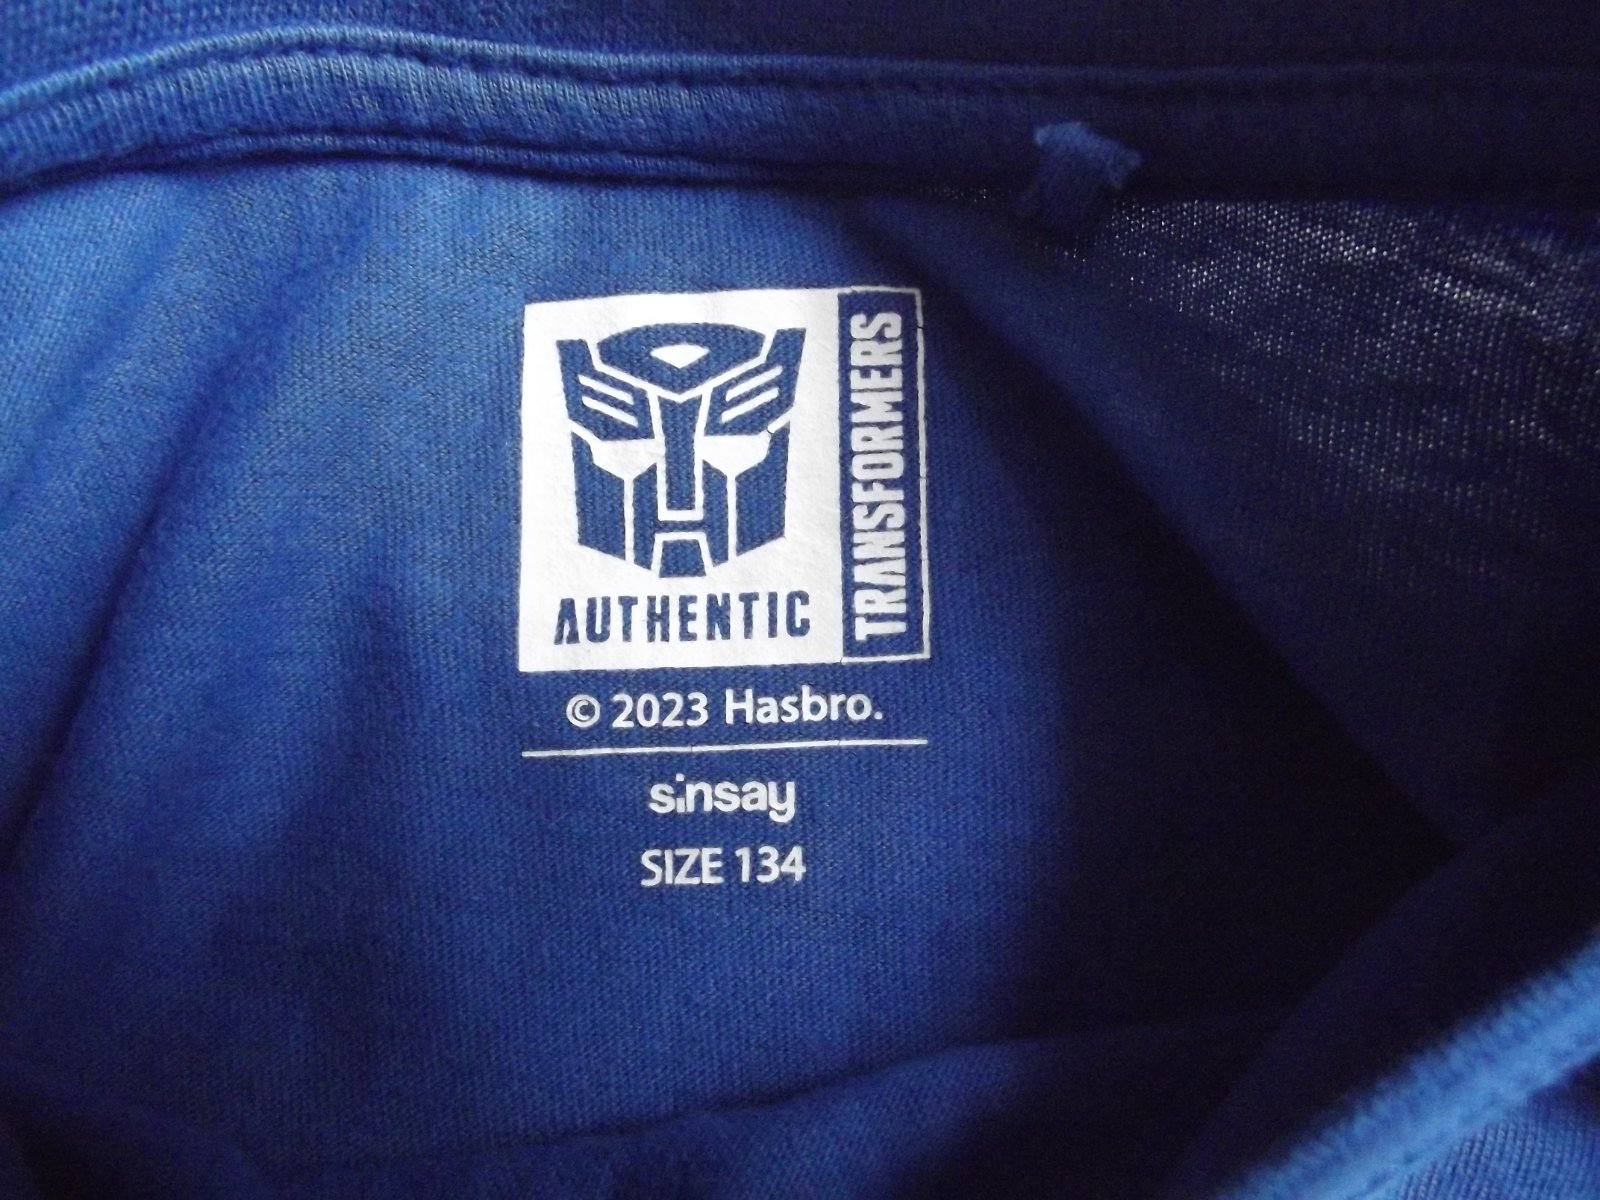 AUTHENTIC
TRANSFORMERS
© 2023 Hasbro.
sinsay
SIZE 134